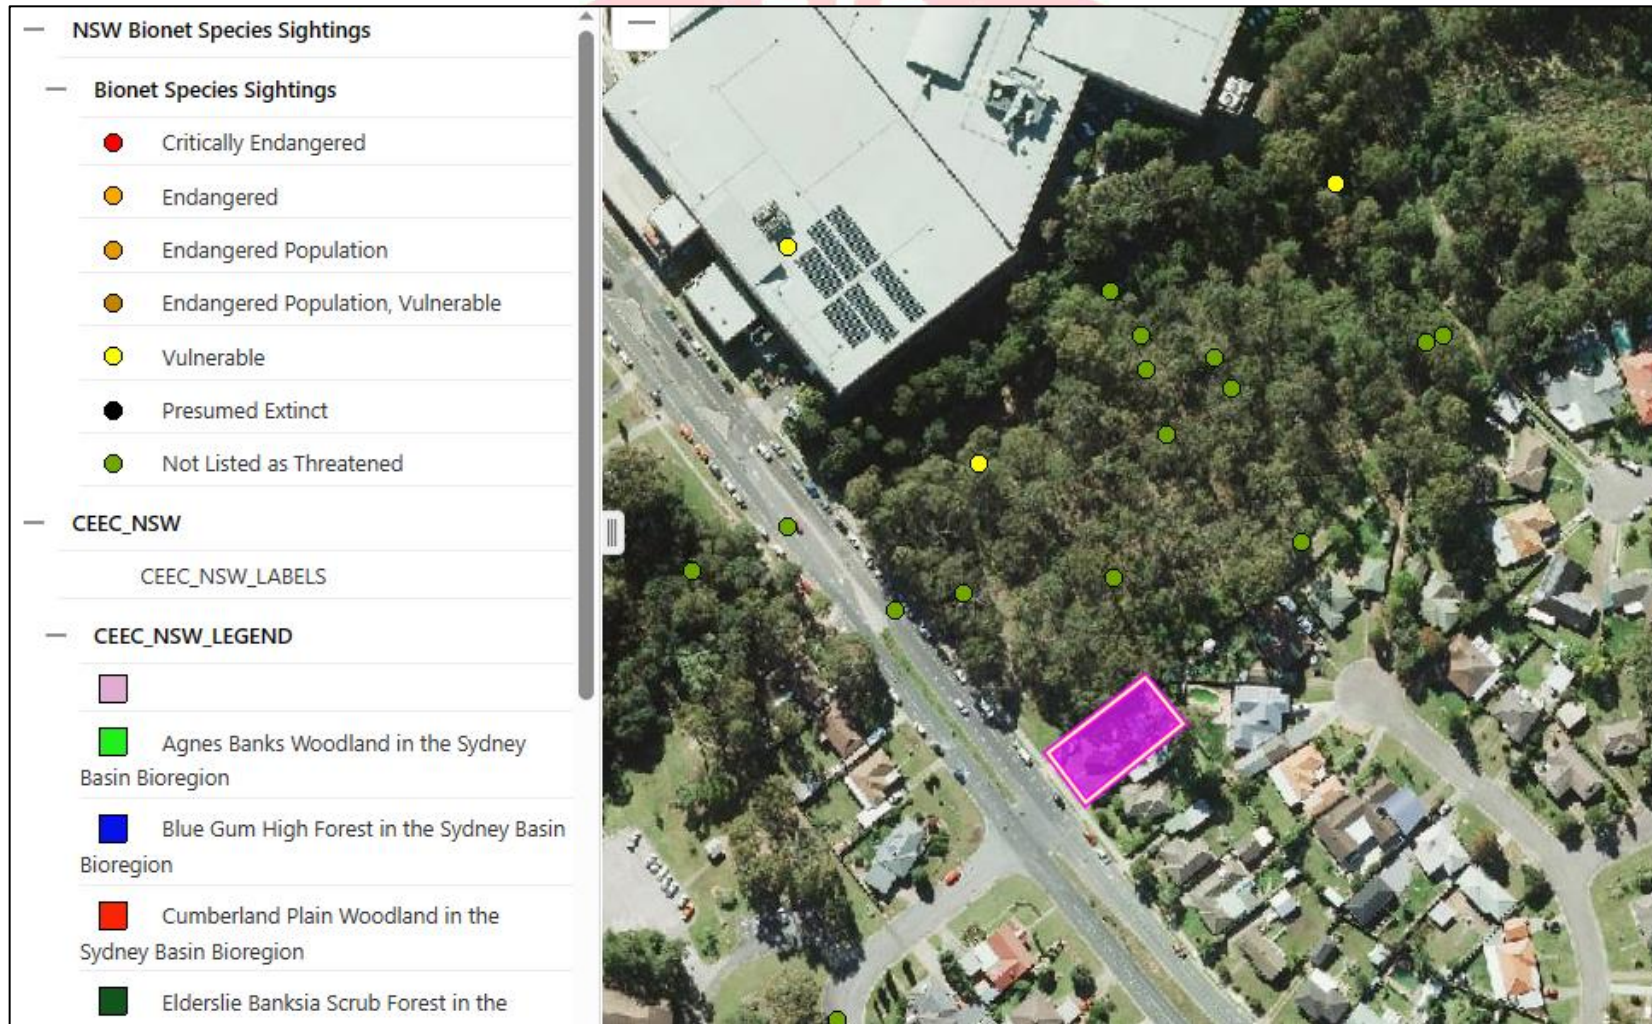 NSW Bionet Species Sightings
Bionet Species Sightings
Critically Endangered
Endangered
Endangered Population
Endangered Population, Vulnerable
Vulnerable
Presumed Extinct
Not Listed as Threatened
CEEC_NSW
CEEC_NSW_LABELS
CEEC_NSW_LEGEND
Agnes Banks Woodland in the Sydney
Basin Bioregion
Blue Gum High Forest in the Sydney Basin
Bioregion
Cumberland Plain Woodland in the
Sydney Basin Bioregion
Elderslie Banksia Scrub Forest in the